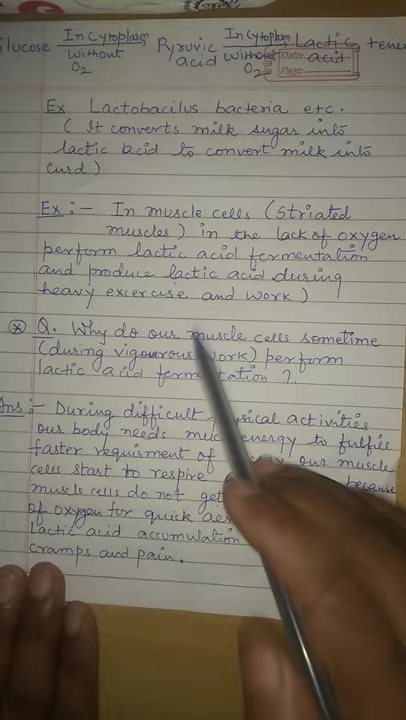 Glucose In Cytoplasm Without O2 Pyruvic acid In Cytoplasm Without O2 Lactic acid
Date:
Page:
Ex Lactobacilus bacteria etc.
( It converts milk sugar into
lactic acid to convert milk into
curd )
Ex :- In muscle cells (striated
muscles) in the lack of oxygen
perform lactic acid fermentation
and produce lactic acid during
heavy excercise and work )
Q. Why do our muscle cells sometime
(during vigourous work) perform
lactic acid fermentation ?
Ans :- During difficult physical activities
our body needs much energy to fulfill
faster requirment of our muscle
cells start to respire because
muscle cells do not get
of oxygen for quick
Lactic acid accumulation
cramps and pain.